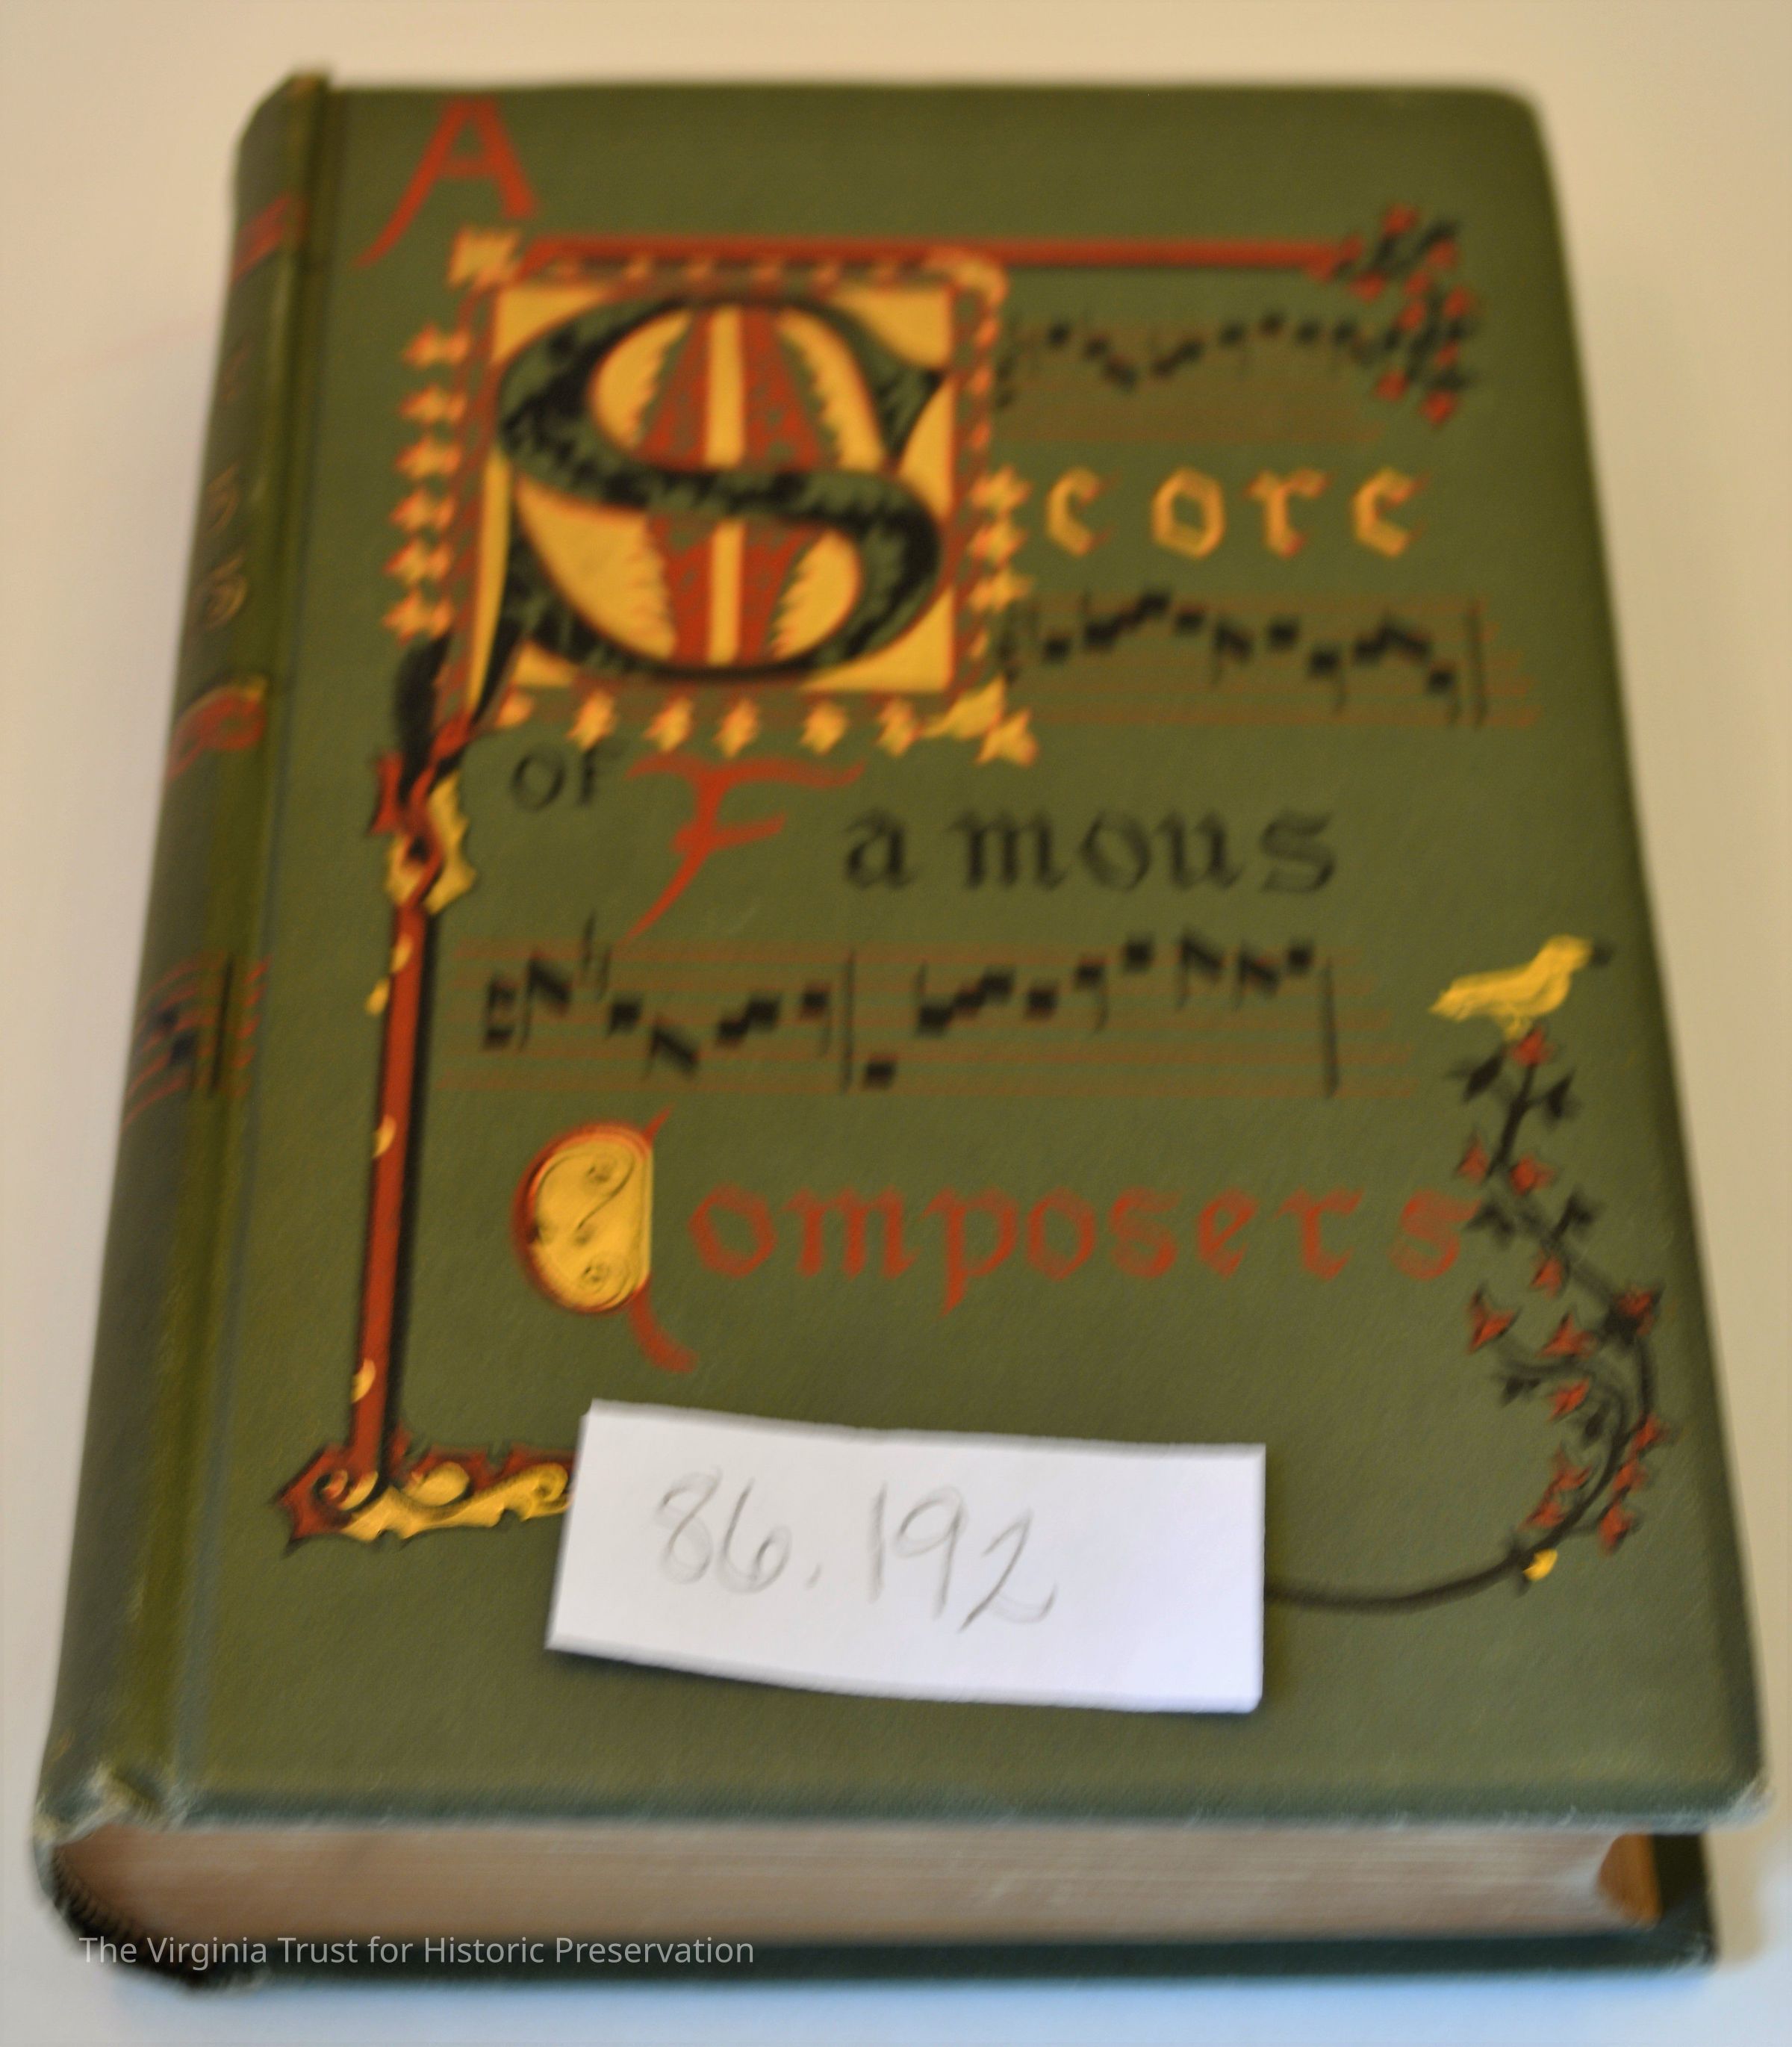 A
Score
of Famous
Composers
86.192
The Virginia Trust for Historic Preservation